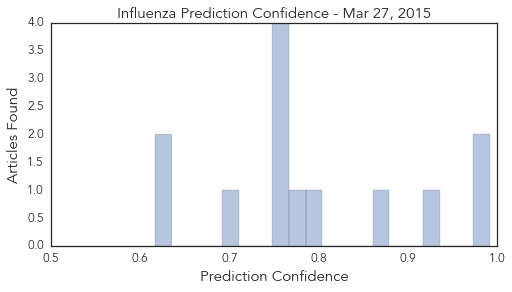 Influenza Prediction Confidence - Mar 27, 2015
4.0
3.5
3.0
2.5
2.0
1.5
1.0
0.5
0.0
Articles Found
0.5 0.6 0.7 0.8 0.9 1.0
Prediction Confidence